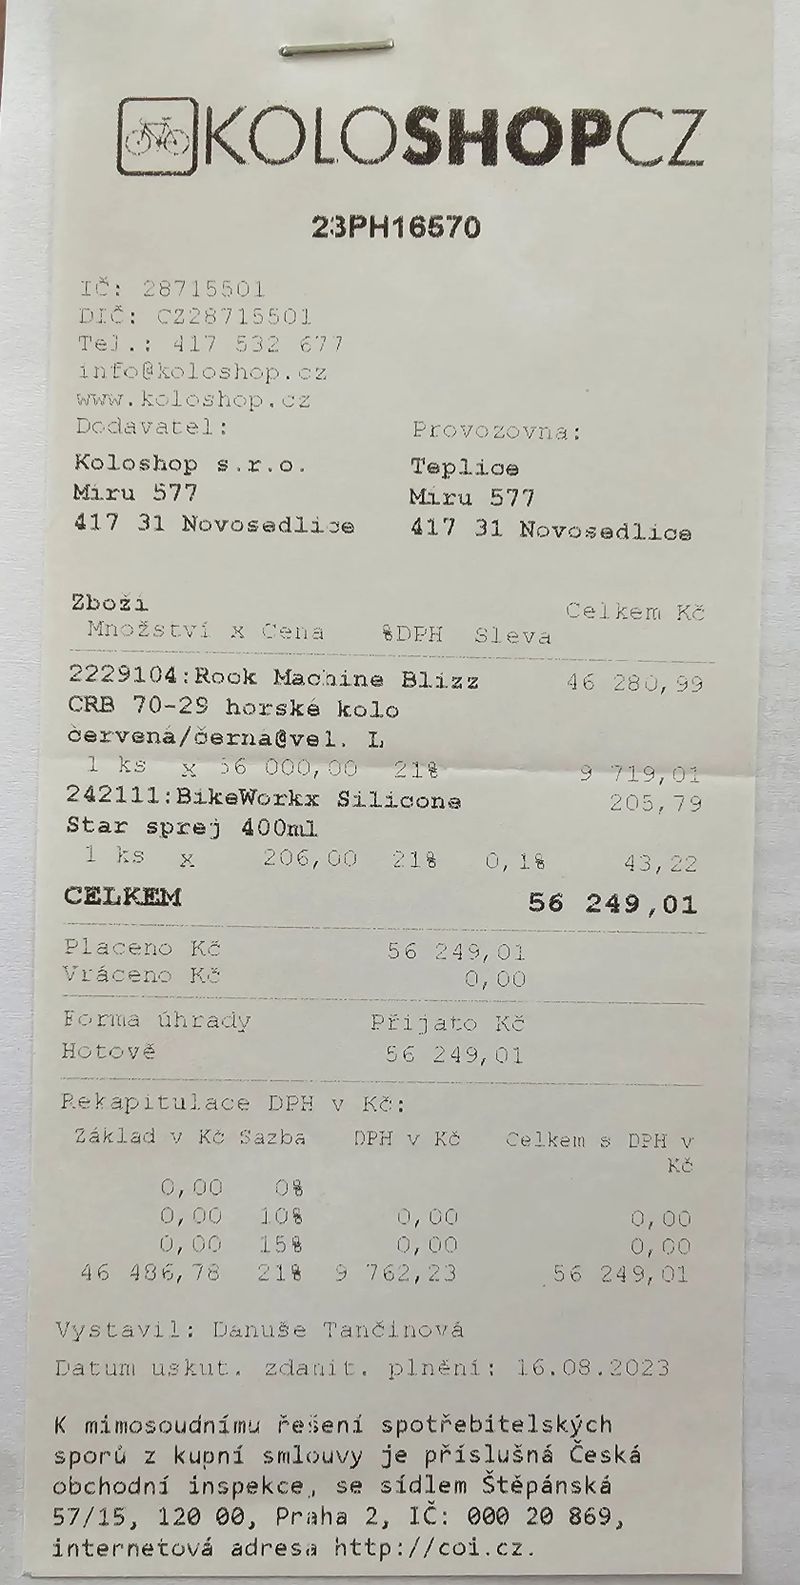 KOLOSHOPCZ
23PH16570
IČ: 28715501
DIČ: CZ28715501
Tel.: 417 532 677
info@koloshop.cz
www.koloshop.cz
Dodavatel: Provozovna:
Koloshop s.r.o. Teplice
Míru 577 Míru 577
417 31 Novosedlice 417 31 Novosedlice
Zboží Celkem Kč
Množství x Cena %DPH Sleva
2229104:Rock Machine Blizz 46 280,99
CRB 70-29 horské kolo
červená/černá@vel. L
1 ks x 56 000,00 21% 9 719,01
242111:BikeWorkx Silicone 205,79
Star sprej 400ml
1 ks x 206,00 21% 0,1% 43,22
CELKEM 56 249,01
Placeno Kč 56 249,01
Vráceno Kč 0,00
Forma úhrady Přijato Kč
Hotově 56 249,01
Rekapitulace DPH v Kč:
Základ v Kč Sazba DPH v Kč Celkem s DPH v
Kč
0,00 0%
0,00 10% 0,00 0,00
0,00 15% 0,00 0,00
46 486,78 21% 9 762,23 56 249,01
Vystavil: Danuše Tančinová
Datum uskut. zdanit. plnění: 16.08.2023
K mimosoudnímu řešení spotřebitelských
sporů z kupní smlouvy je příslušná Česká
obchodní inspekce, se sídlem Štěpánská
57/15, 120 00, Praha 2, IČ: 000 20 869,
internetová adresa http://coi.cz.